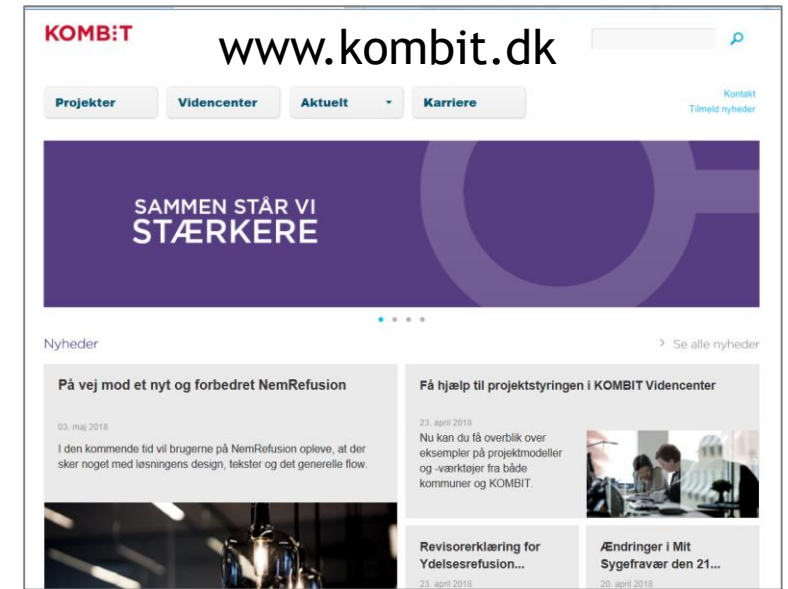 KOMB:T
www.kombit.dk
Projekter
Videncenter
Aktuelt
Karriere
Kontakt
Tilmeld nyheder
SAMMEN STÅR VI
STÆRKERE
Nyheder
> Se alle nyheder
På vej mod et nyt og forbedret NemRefusion
03. maj 2018
I den kommende tid vil brugerne på NemRefusion opleve, at der
sker noget med løsningens design, tekster og det generelle flow.
Få hjælp til projektstyringen i KOMBIT Videncenter
23. april 2018
Nu kan du få overblik over
eksempler på projektmodeller
og -værktøjer fra både
kommuner og KOMBIT.
Revisorerklæring for
Ydelsesrefusion...
23. april 2018
Ændringer i Mit
Sygefravær den 21...
20. april 2018